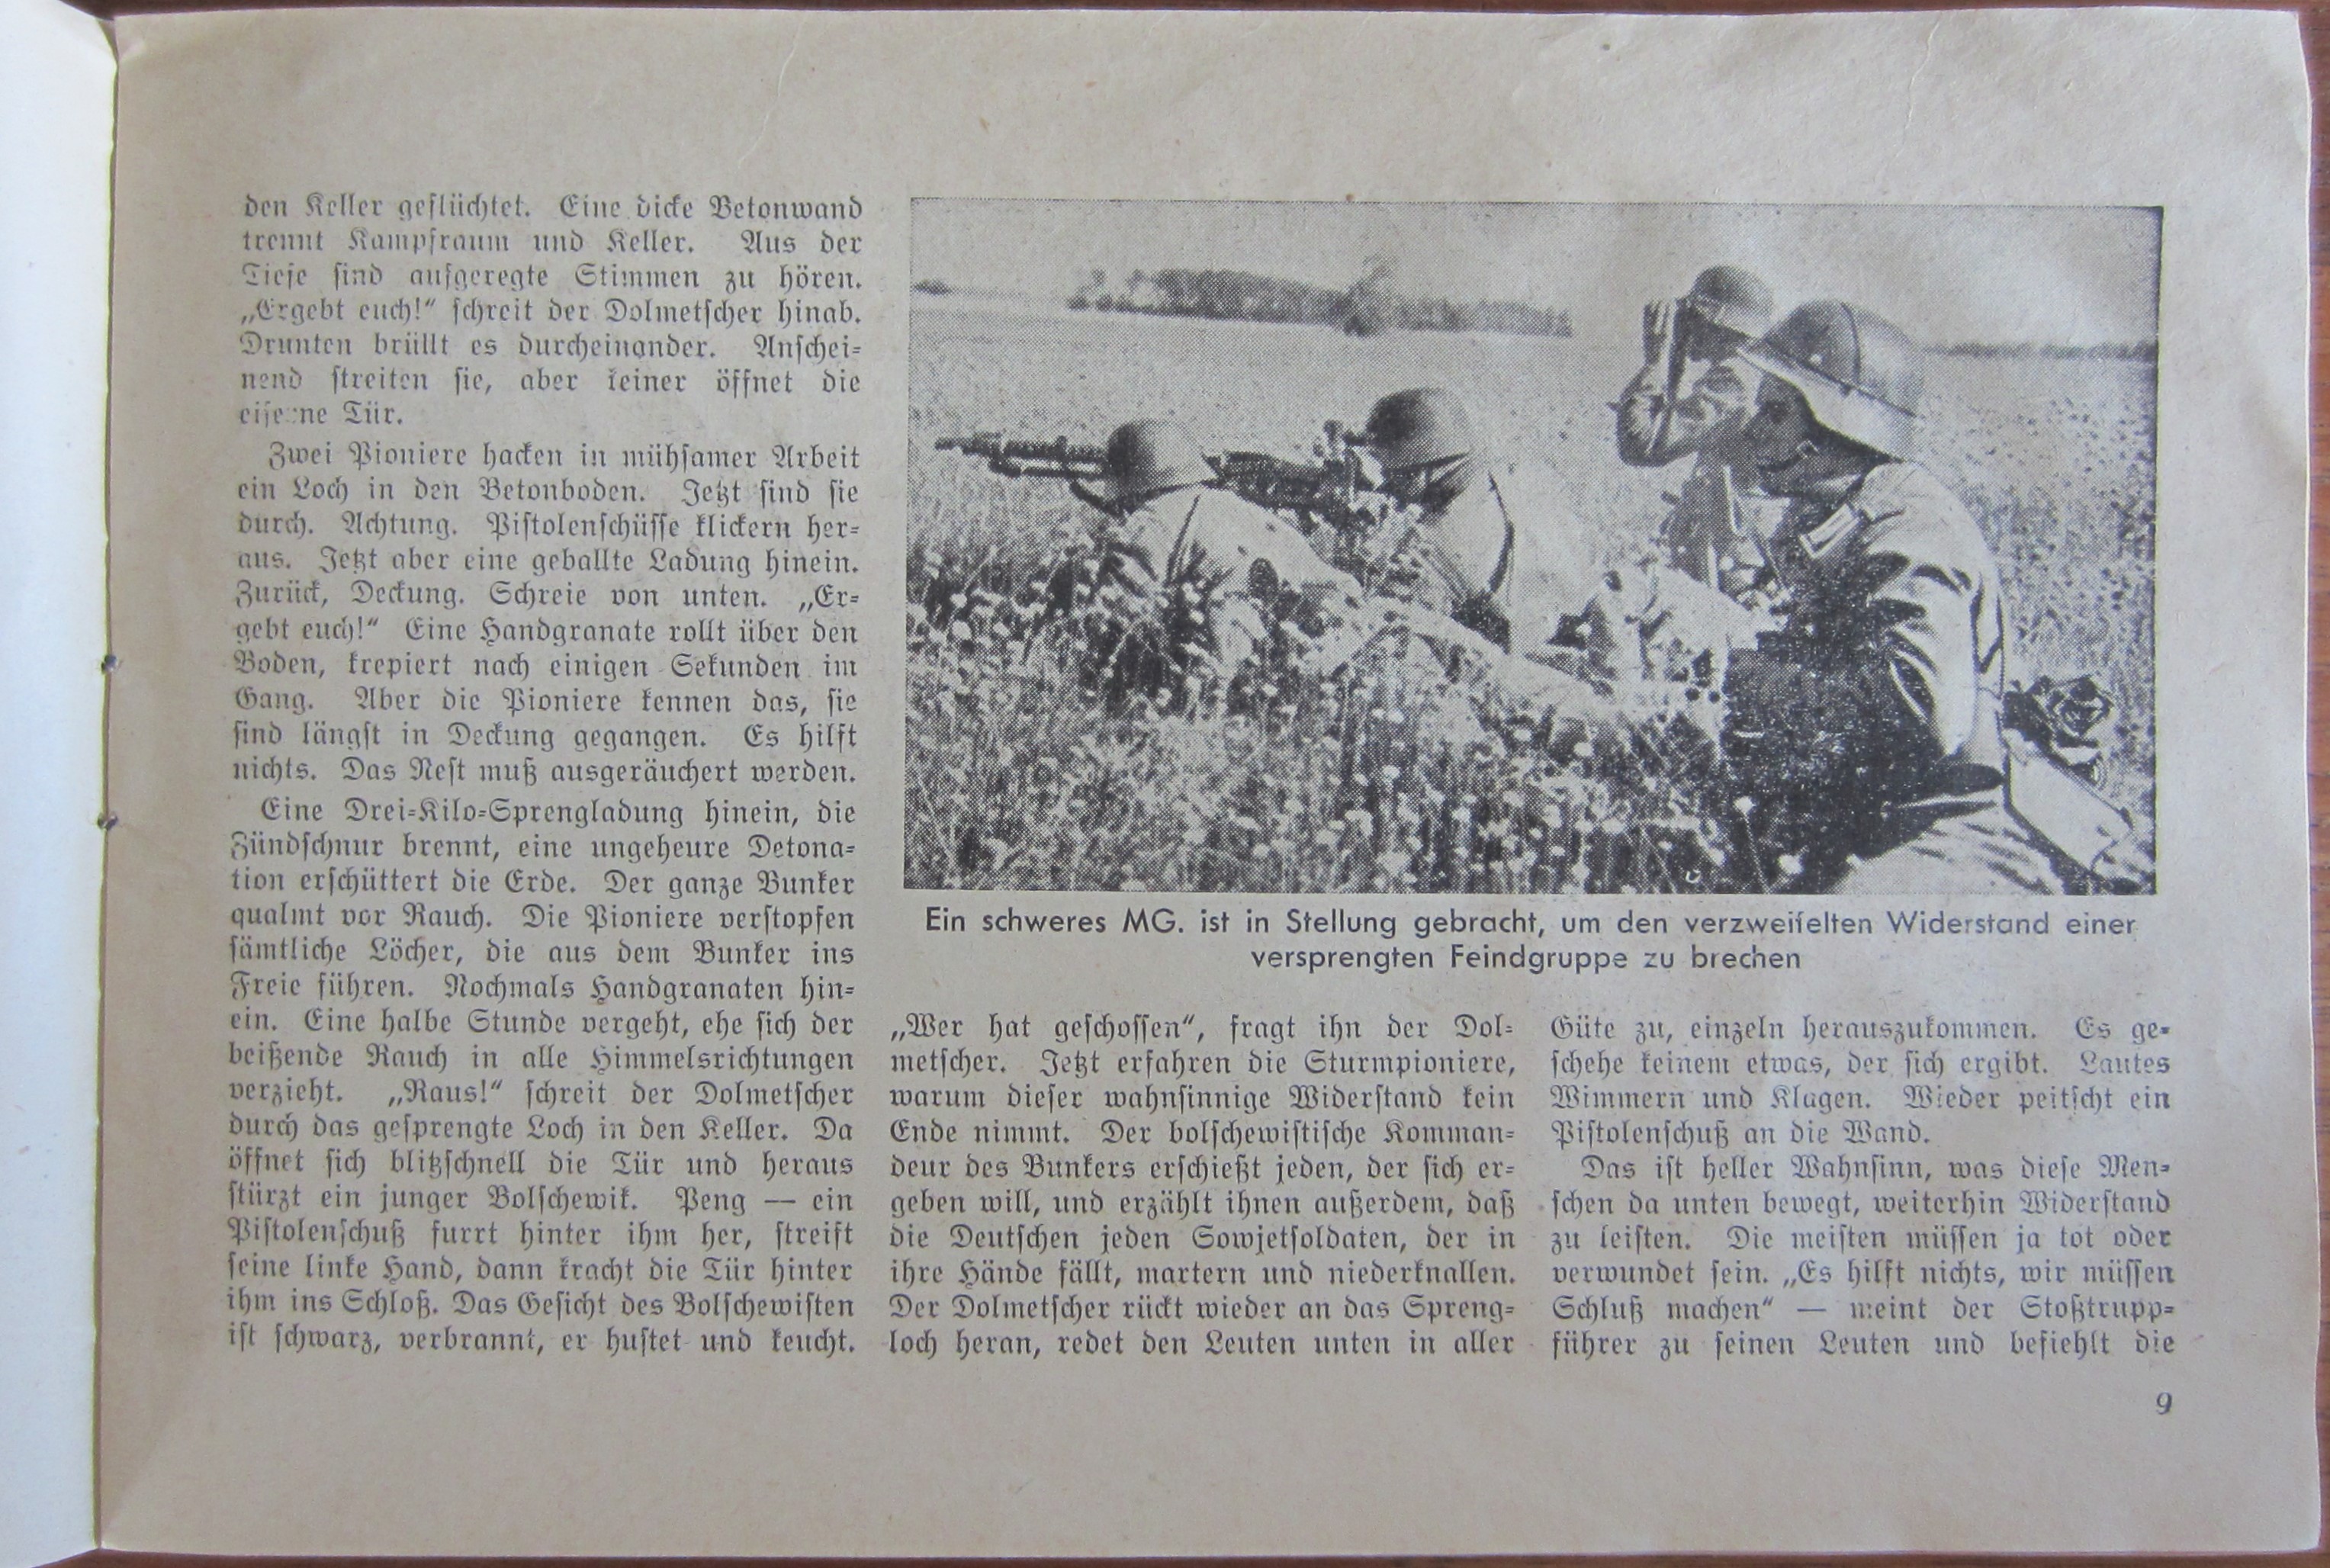 den Keller geflüchtet. Eine dicke Betonwand
trennt Kampfraum und Keller. Aus der
Tiefe sind aufgeregte Stimmen zu hören.
„Ergebt euch!“ schreit der Dolmetscher hinab.
Drunten brüllt es durcheinander. Anschei-
nend streiten sie, aber keiner öffnet die
eiserne Tür.
Zwei Pioniere hacken in mühsamer Arbeit
ein Loch in den Betonboden. Jetzt sind sie
durch. Achtung. Pistolenschüsse klickern her-
aus. Jetzt aber eine geballte Ladung hinein.
Zurück, Deckung. Schreie von unten. „Er-
gebt euch!“ Eine Handgranate rollt über den
Boden, krepiert nach einigen Sekunden im
Gang. Aber die Pioniere kennen das, sie
sind längst in Deckung gegangen. Es hilft
nichts. Das Nest muß ausgeräuchert werden.
Eine Drei-Kilo-Sprengladung hinein, die
Zündschnur brennt, eine ungeheure Detona-
tion erschüttert die Erde. Der ganze Bunker
qualmt vor Rauch. Die Pioniere verstopfen
sämtliche Löcher, die aus dem Bunker ins
Freie führen. Nochmals Handgranaten hin-
ein. Eine halbe Stunde vergeht, ehe sich der
beißende Rauch in alle Himmelsrichtungen
verzieht. „Raus!“ schreit der Dolmetscher
durch das gesprengte Loch in den Keller. Da
öffnet sich blitzschnell die Tür und heraus
stürzt ein junger Bolschewik. Peng — ein
Pistolenschuß surrt hinter ihm her, streift
seine linke Hand, dann kracht die Tür hinter
ihm ins Schloß. Das Gesicht des Bolschewisten
ist schwarz, verbrannt, er hustet und keucht.
Ein schweres MG. ist in Stellung gebracht, um den verzweifelten Widerstand einer
versprengten Feindgruppe zu brechen
„Wer hat geschossen“, fragt ihn der Dol-
metscher. Jetzt erfahren die Sturmpioniere,
warum dieser wahnsinnige Widerstand kein
Ende nimmt. Der bolschewistische Komman-
deur des Bunkers erschießt jeden, der sich er-
geben will, und erzählt ihnen außerdem, daß
die Deutschen jeden Sowjetsoldaten, der in
ihre Hände fällt, martern und niederknallen.
Der Dolmetscher rückt wieder an das Spreng-
loch heran, redet den Leuten unten in aller
Güte zu, einzeln herauszukommen. Es ge-
schehe keinem etwas, der sich ergibt. Lautes
Wimmern und Klagen. Wieder peitscht ein
Pistolenschuß an die Wand.
Das ist heller Wahnsinn, was diese Men-
schen da unten bewegt, weiterhin Widerstand
zu leisten. Die meisten müssen ja tot oder
verwundet sein. „Es hilft nichts, wir müssen
Schluß machen“ — meint der Stoßtrupp-
führer zu seinen Leuten und befiehlt die
9